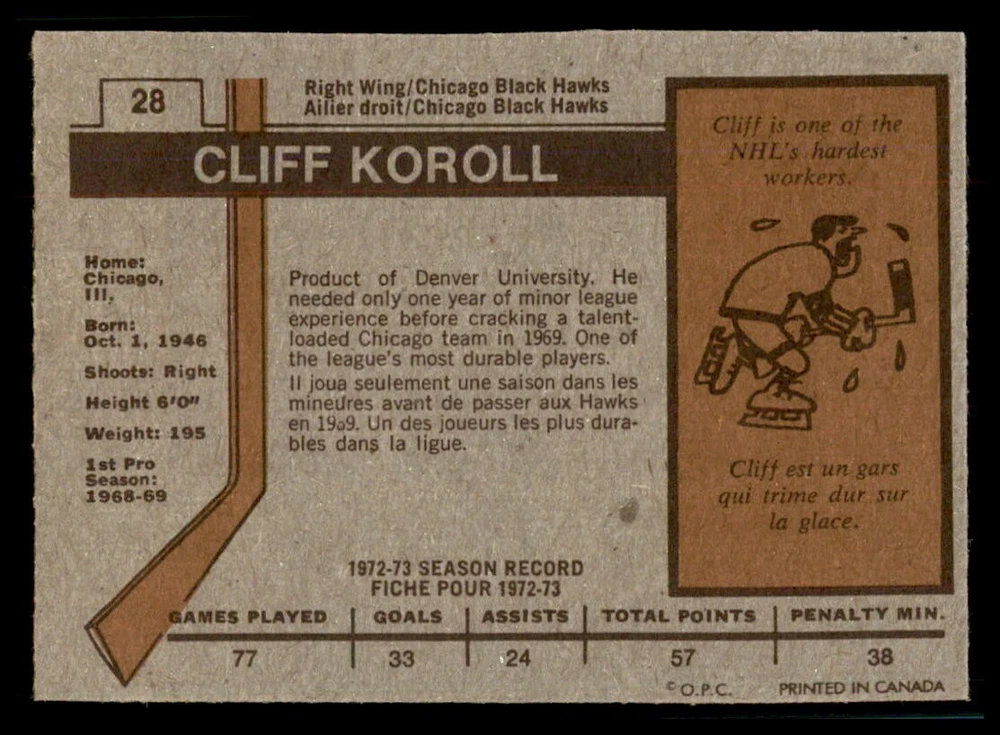 28
Right Wing/Chicago Black Hawks
Ailier droit/Chicago Black Hawks
CLIFF KOROLL
Home:
Chicago,
Ill.
Born:
Oct. 1, 1946
Shoots: Right
Height 6'0"
Weight: 195
1st Pro
Season:
1968-69
Product of Denver University. He
needed only one year of minor league
experience before cracking a talent-
loaded Chicago team in 1969. One of
the league's most durable players.
Il joua seulement une saison dans les
mineures avant de passer aux Hawks
en 1969. Un des joueurs les plus dura-
bles dans la ligue.
Cliff is one of the
NHL's hardest
workers.
Cliff est un gars
qui trime dur sur
la glace.
1972-73 SEASON RECORD
FICHE POUR 1972-73
GAMES PLAYED GOALS ASSISTS TOTAL POINTS PENALTY MIN.
77 33 24 57 38
© O.P.C. PRINTED IN CANADA